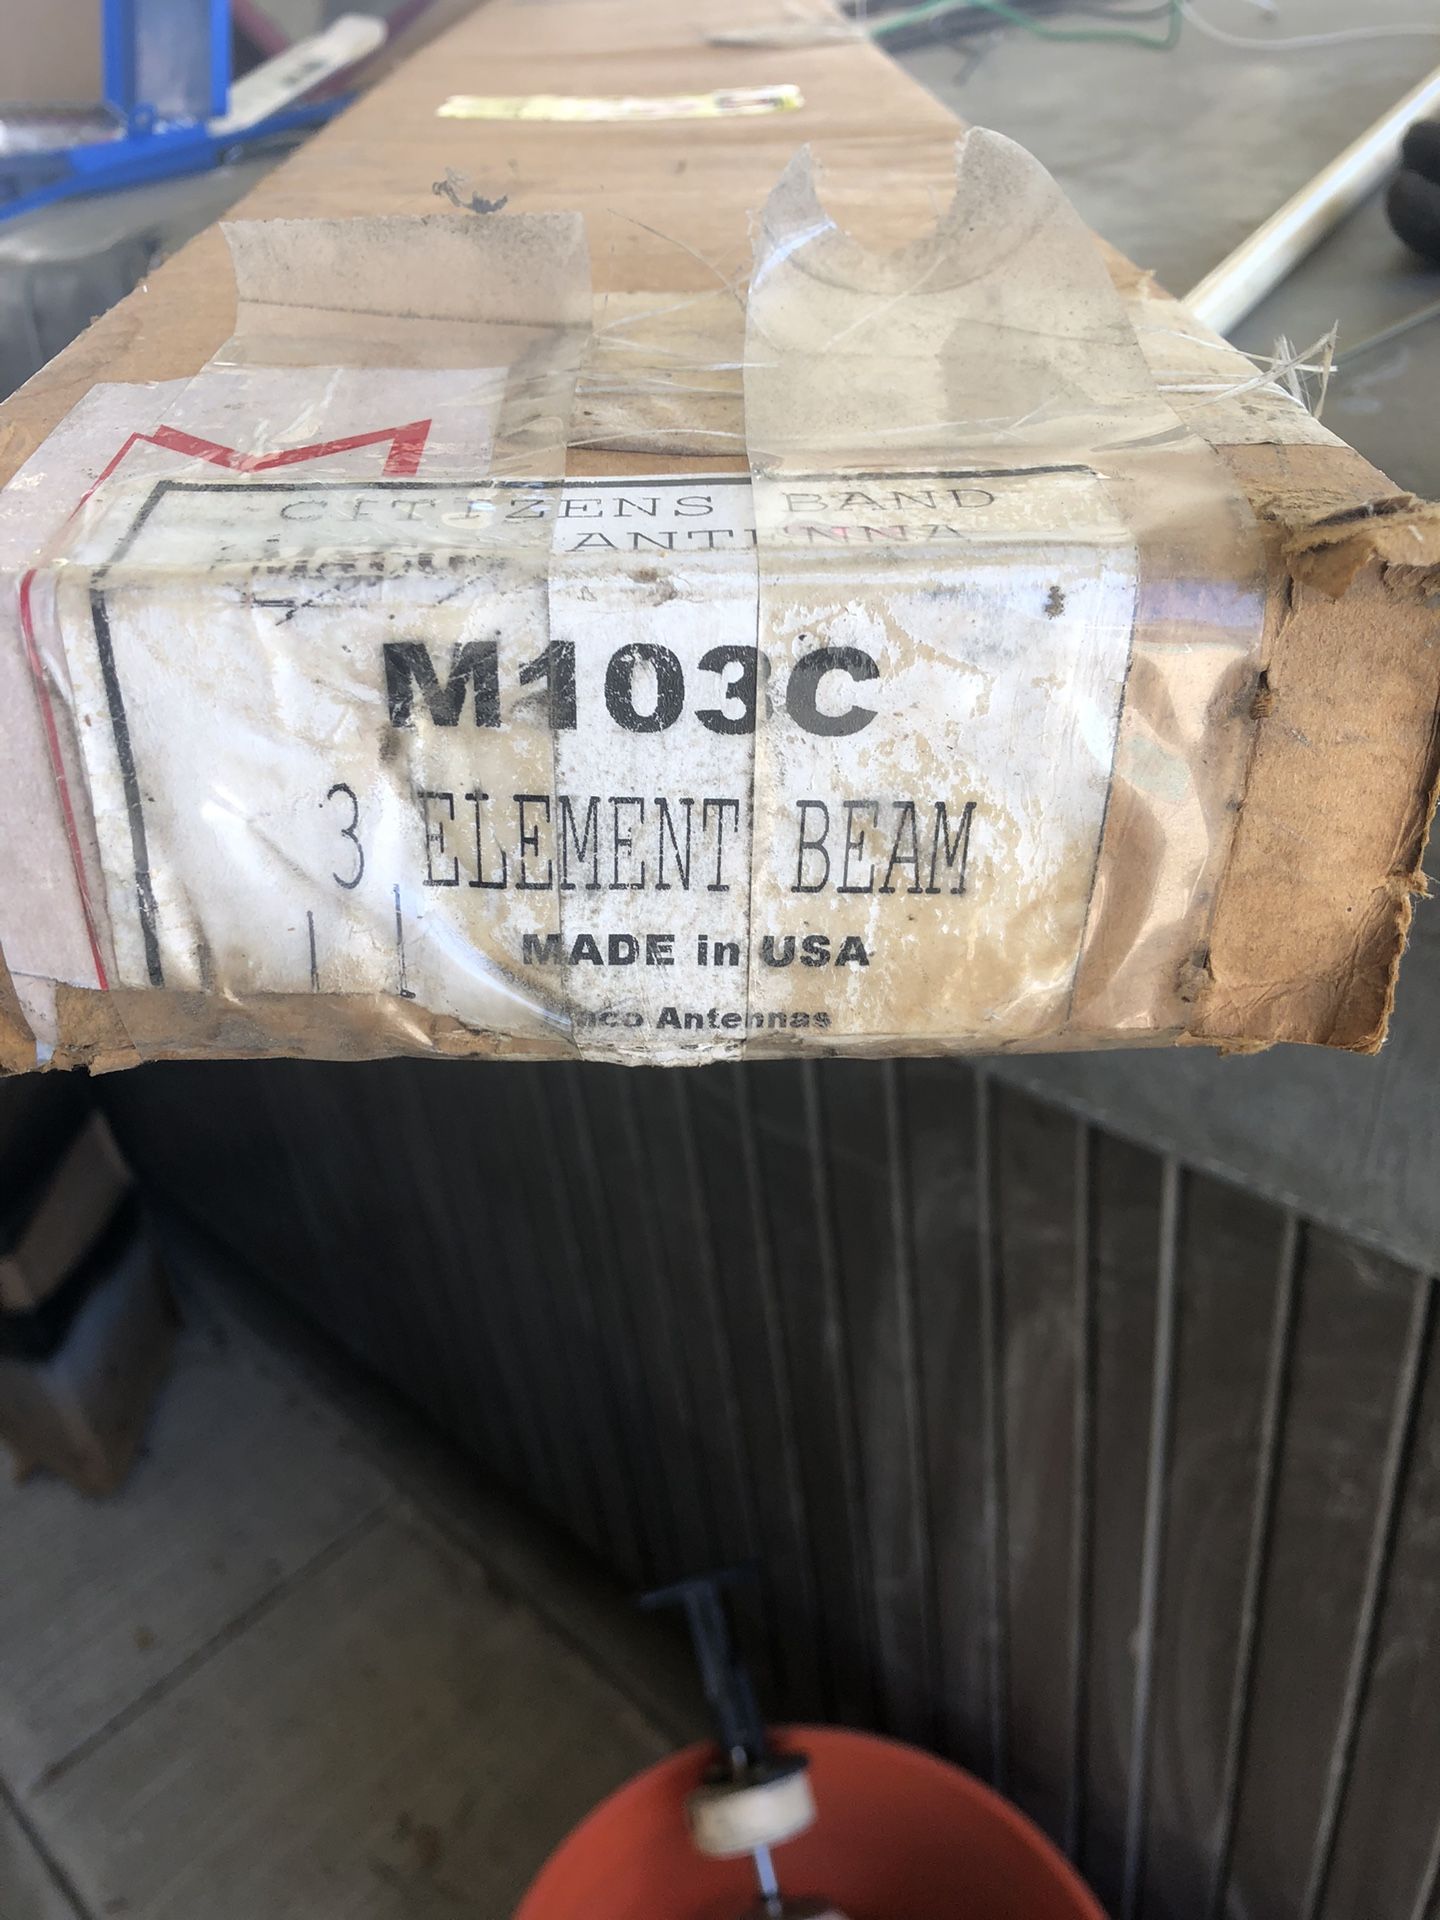 CITIZENS BAND
ANTENNA
M103C
3 ELEMENT BEAM
MADE in USA
Antennas